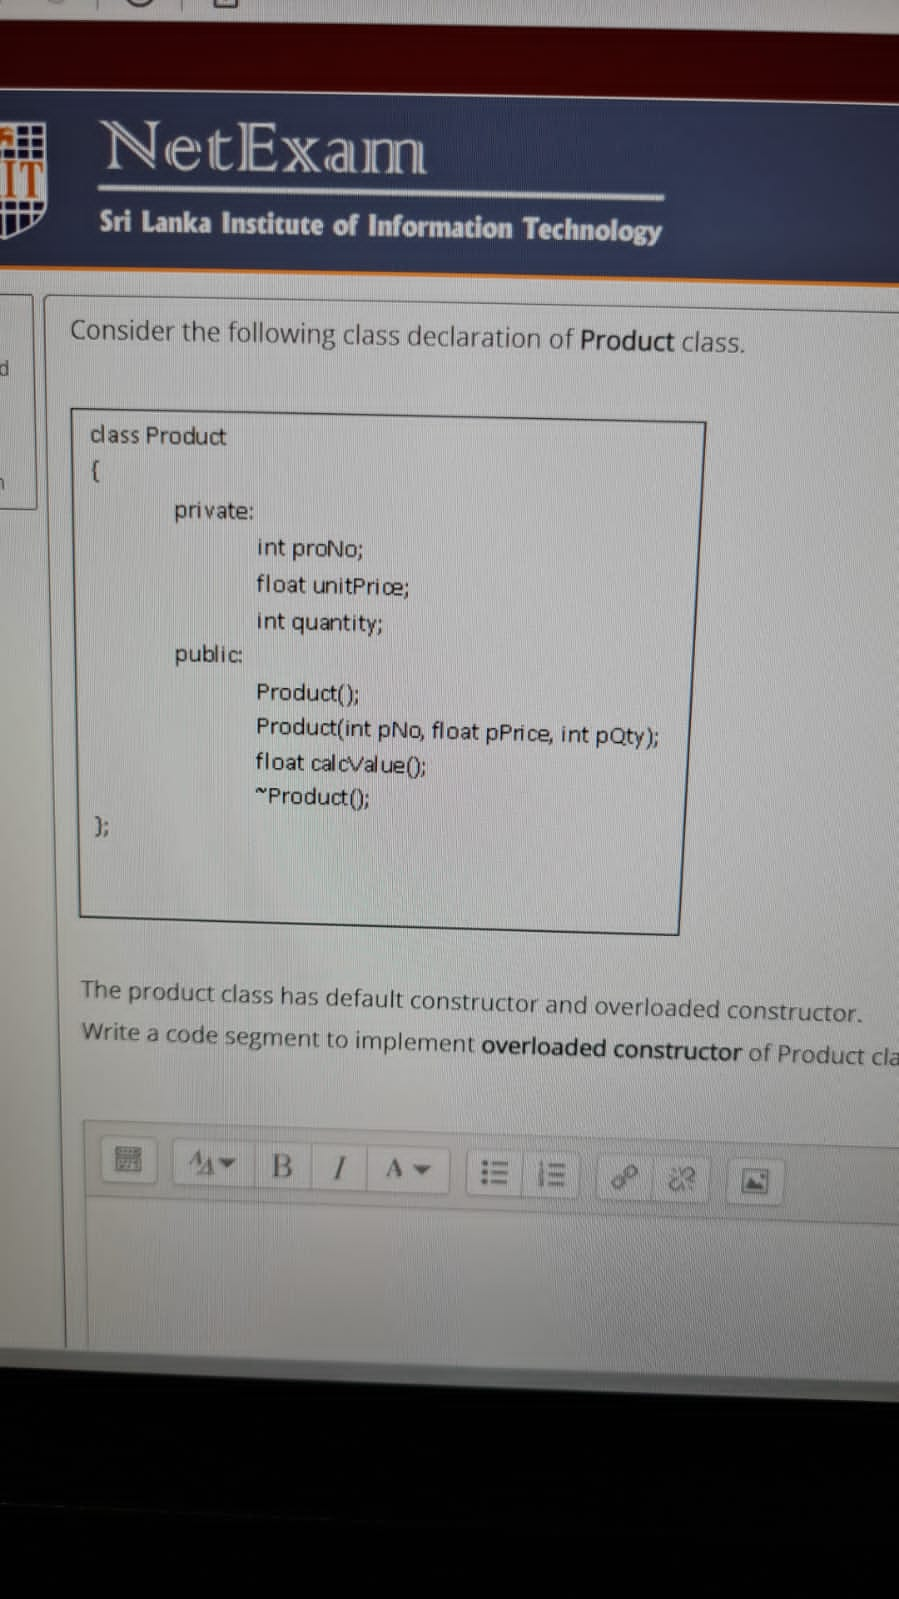 IT
NetExam
Sri Lanka Institute of Information Technology
d
Consider the following class declaration of Product class.
class Product
{
private:
int proNo;
float unitPrice;
int quantity;
public:
Product();
Product(int pNo, float pPrice, int pQty);
float calcValue();
~Product();
};
The product class has default constructor and overloaded constructor.
Write a code segment to implement overloaded constructor of Product cla
B I A